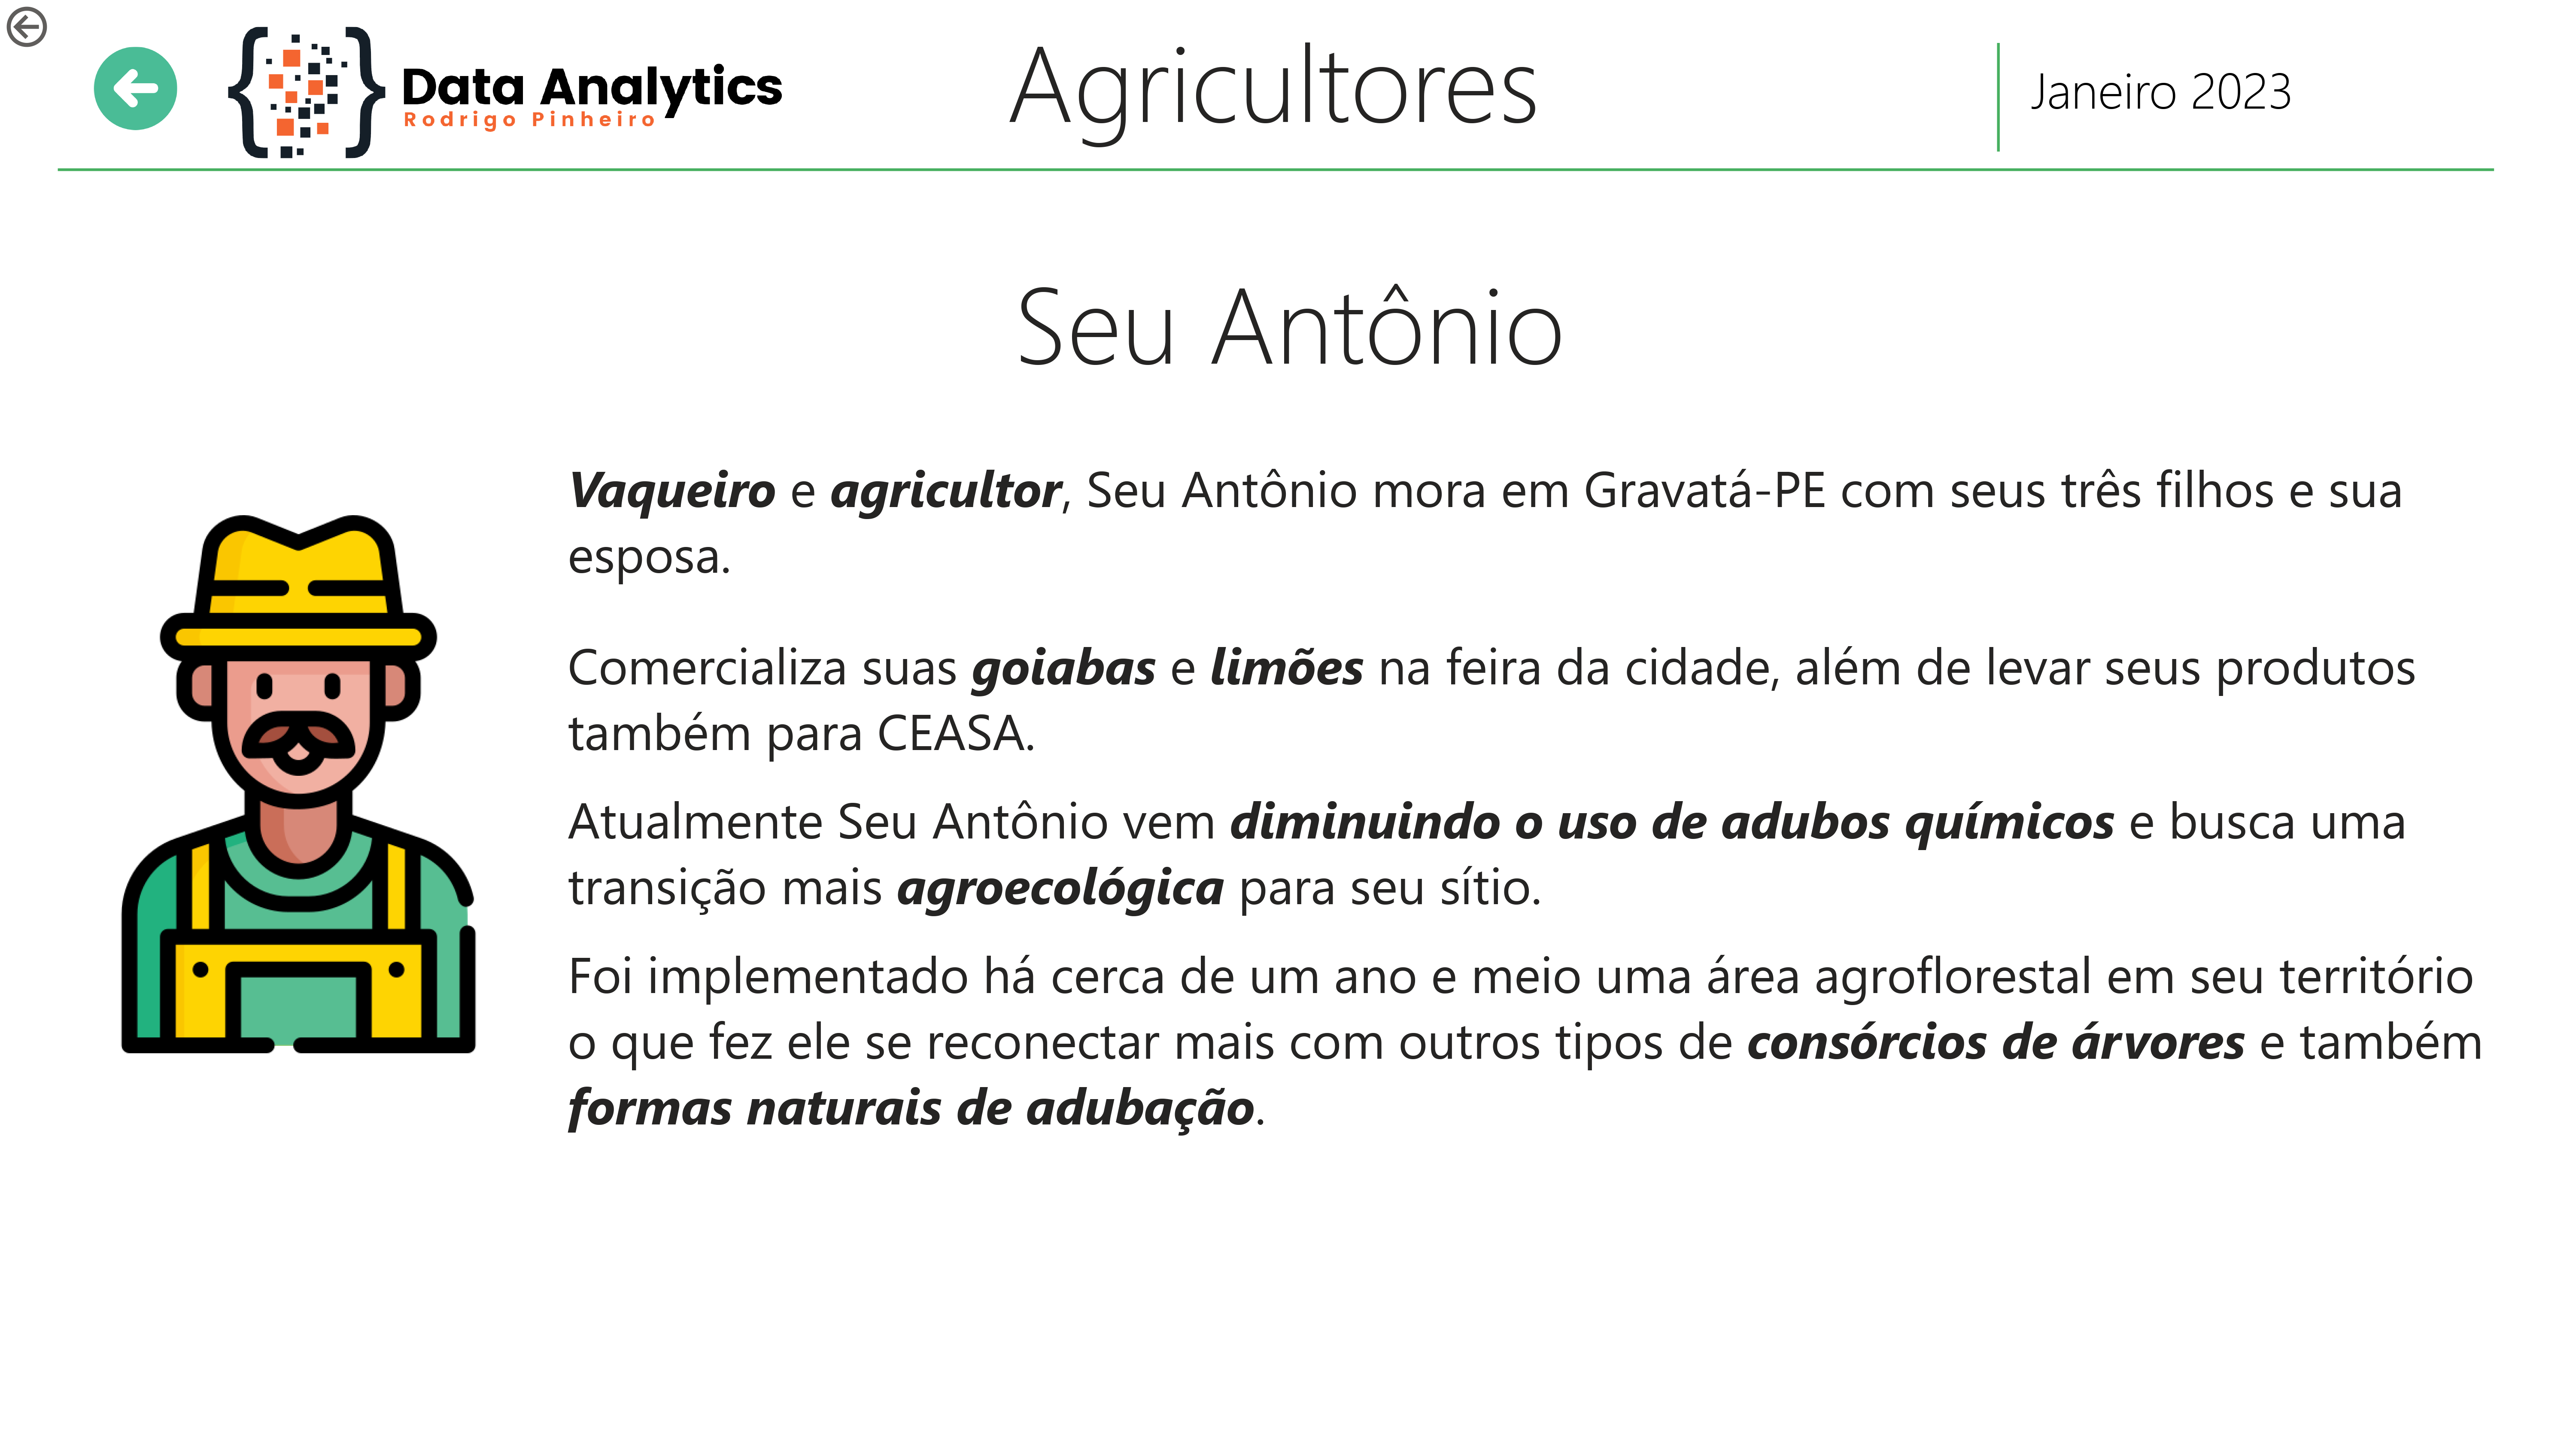 Data Analytics
Rodrigo Pinheiro
Agricultores
Janeiro 2023
Seu Antônio
Vaqueiro e agricultor, Seu Antônio mora em Gravatá-PE com seus três filhos e sua
esposa.
Comercializa suas goiabas e limões na feira da cidade, além de levar seus produtos
também para CEASA.
Atualmente Seu Antônio vem diminuindo o uso de adubos químicos e busca uma
transição mais agroecológica para seu sítio.
Foi implementado há cerca de um ano e meio uma área agroflorestal em seu território
o que fez ele se reconectar mais com outros tipos de consórcios de árvores e também
formas naturais de adubação.